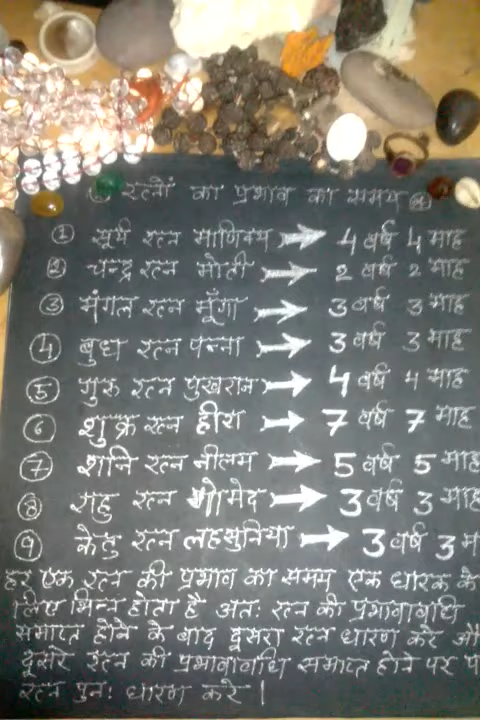 रत्नों का प्रभाव का समय
① सूर्य रत्न माणिक्य → 4 वर्ष 4 माह
② चन्द्र रत्न मोती → 2 वर्ष 2 माह
③ मंगल रत्न मूँगा → 3 वर्ष 3 माह
④ बुध रत्न पन्ना → 3 वर्ष 3 माह
⑤ गुरु रत्न पुखराज → 4 वर्ष 4 माह
⑥ शुक्र रत्न हीरा → 7 वर्ष 7 माह
⑦ शनि रत्न नीलम → 5 वर्ष 5 माह
⑧ राहु रत्न गोमेद → 3 वर्ष 3 माह
⑨ केतु रत्न लहसुनिया → 3 वर्ष 3 म
हर एक रत्न की प्रभाव का समय एक धारक के
लिए भिन्न होता है अतः रत्न की प्रभावावधि
समाप्त होने के बाद दूसरा रत्न धारण करे औ
दूसरे रत्न की प्रभावावधि समाप्त होने पर प
रत्न पुनः धारण करे ।